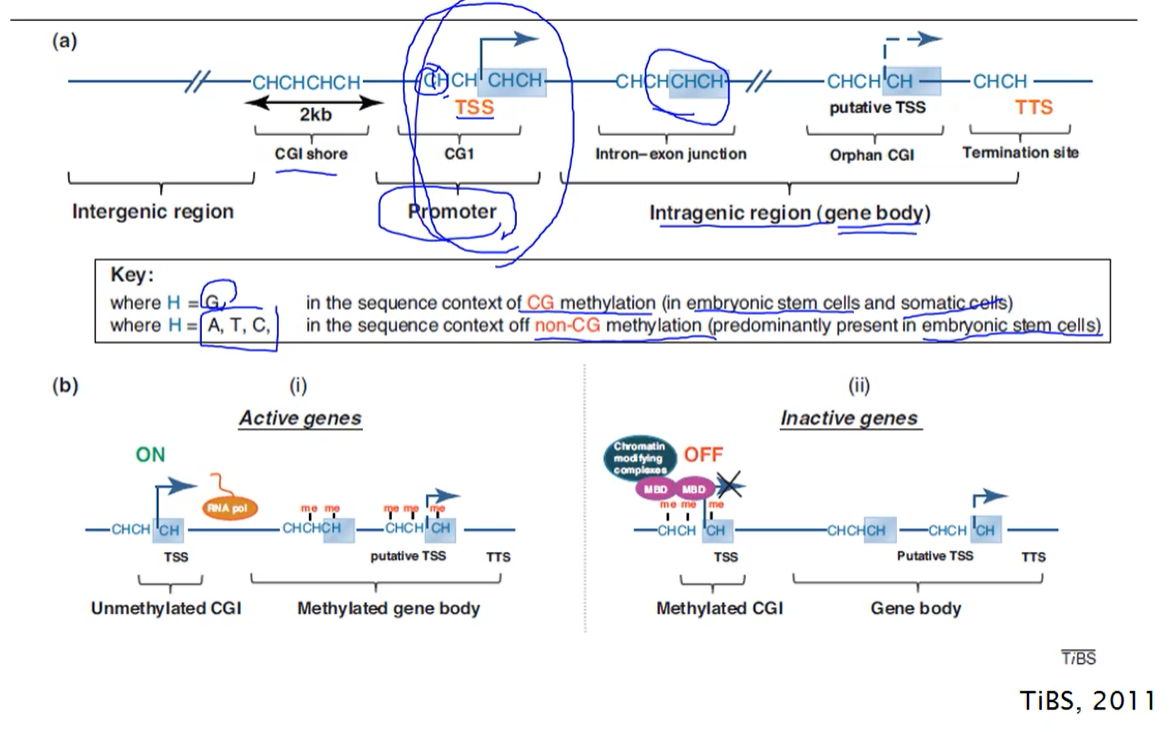 (a)
CHCHCHCH CHCH CHCH CHCHCHCH CHCH CH CHCH
2kb TSS putative TSS TTS
CGI shore CG1 Intron–exon junction Orphan CGI Termination site
Intergenic region Promoter Intragenic region (gene body)
Key:
where H = G, in the sequence context of CG methylation (in embryonic stem cells and somatic cells)
where H = A, T, C, in the sequence context off non-CG methylation (predominantly present in embryonic stem cells)
(b) (i) (ii)
Active genes Inactive genes
ON
RNA pol
me me me me me
CHCH CH CHCHCH CHCH CH
TSS putative TSS TTS
Unmethylated CGI Methylated gene body
Chromatin
modifying
complexes
OFF
MBD MBD
me me me
CHCH CH CHCHCH CHCH CH
TSS Putative TSS TTS
Methylated CGI Gene body
TiBS
TiBS, 2011